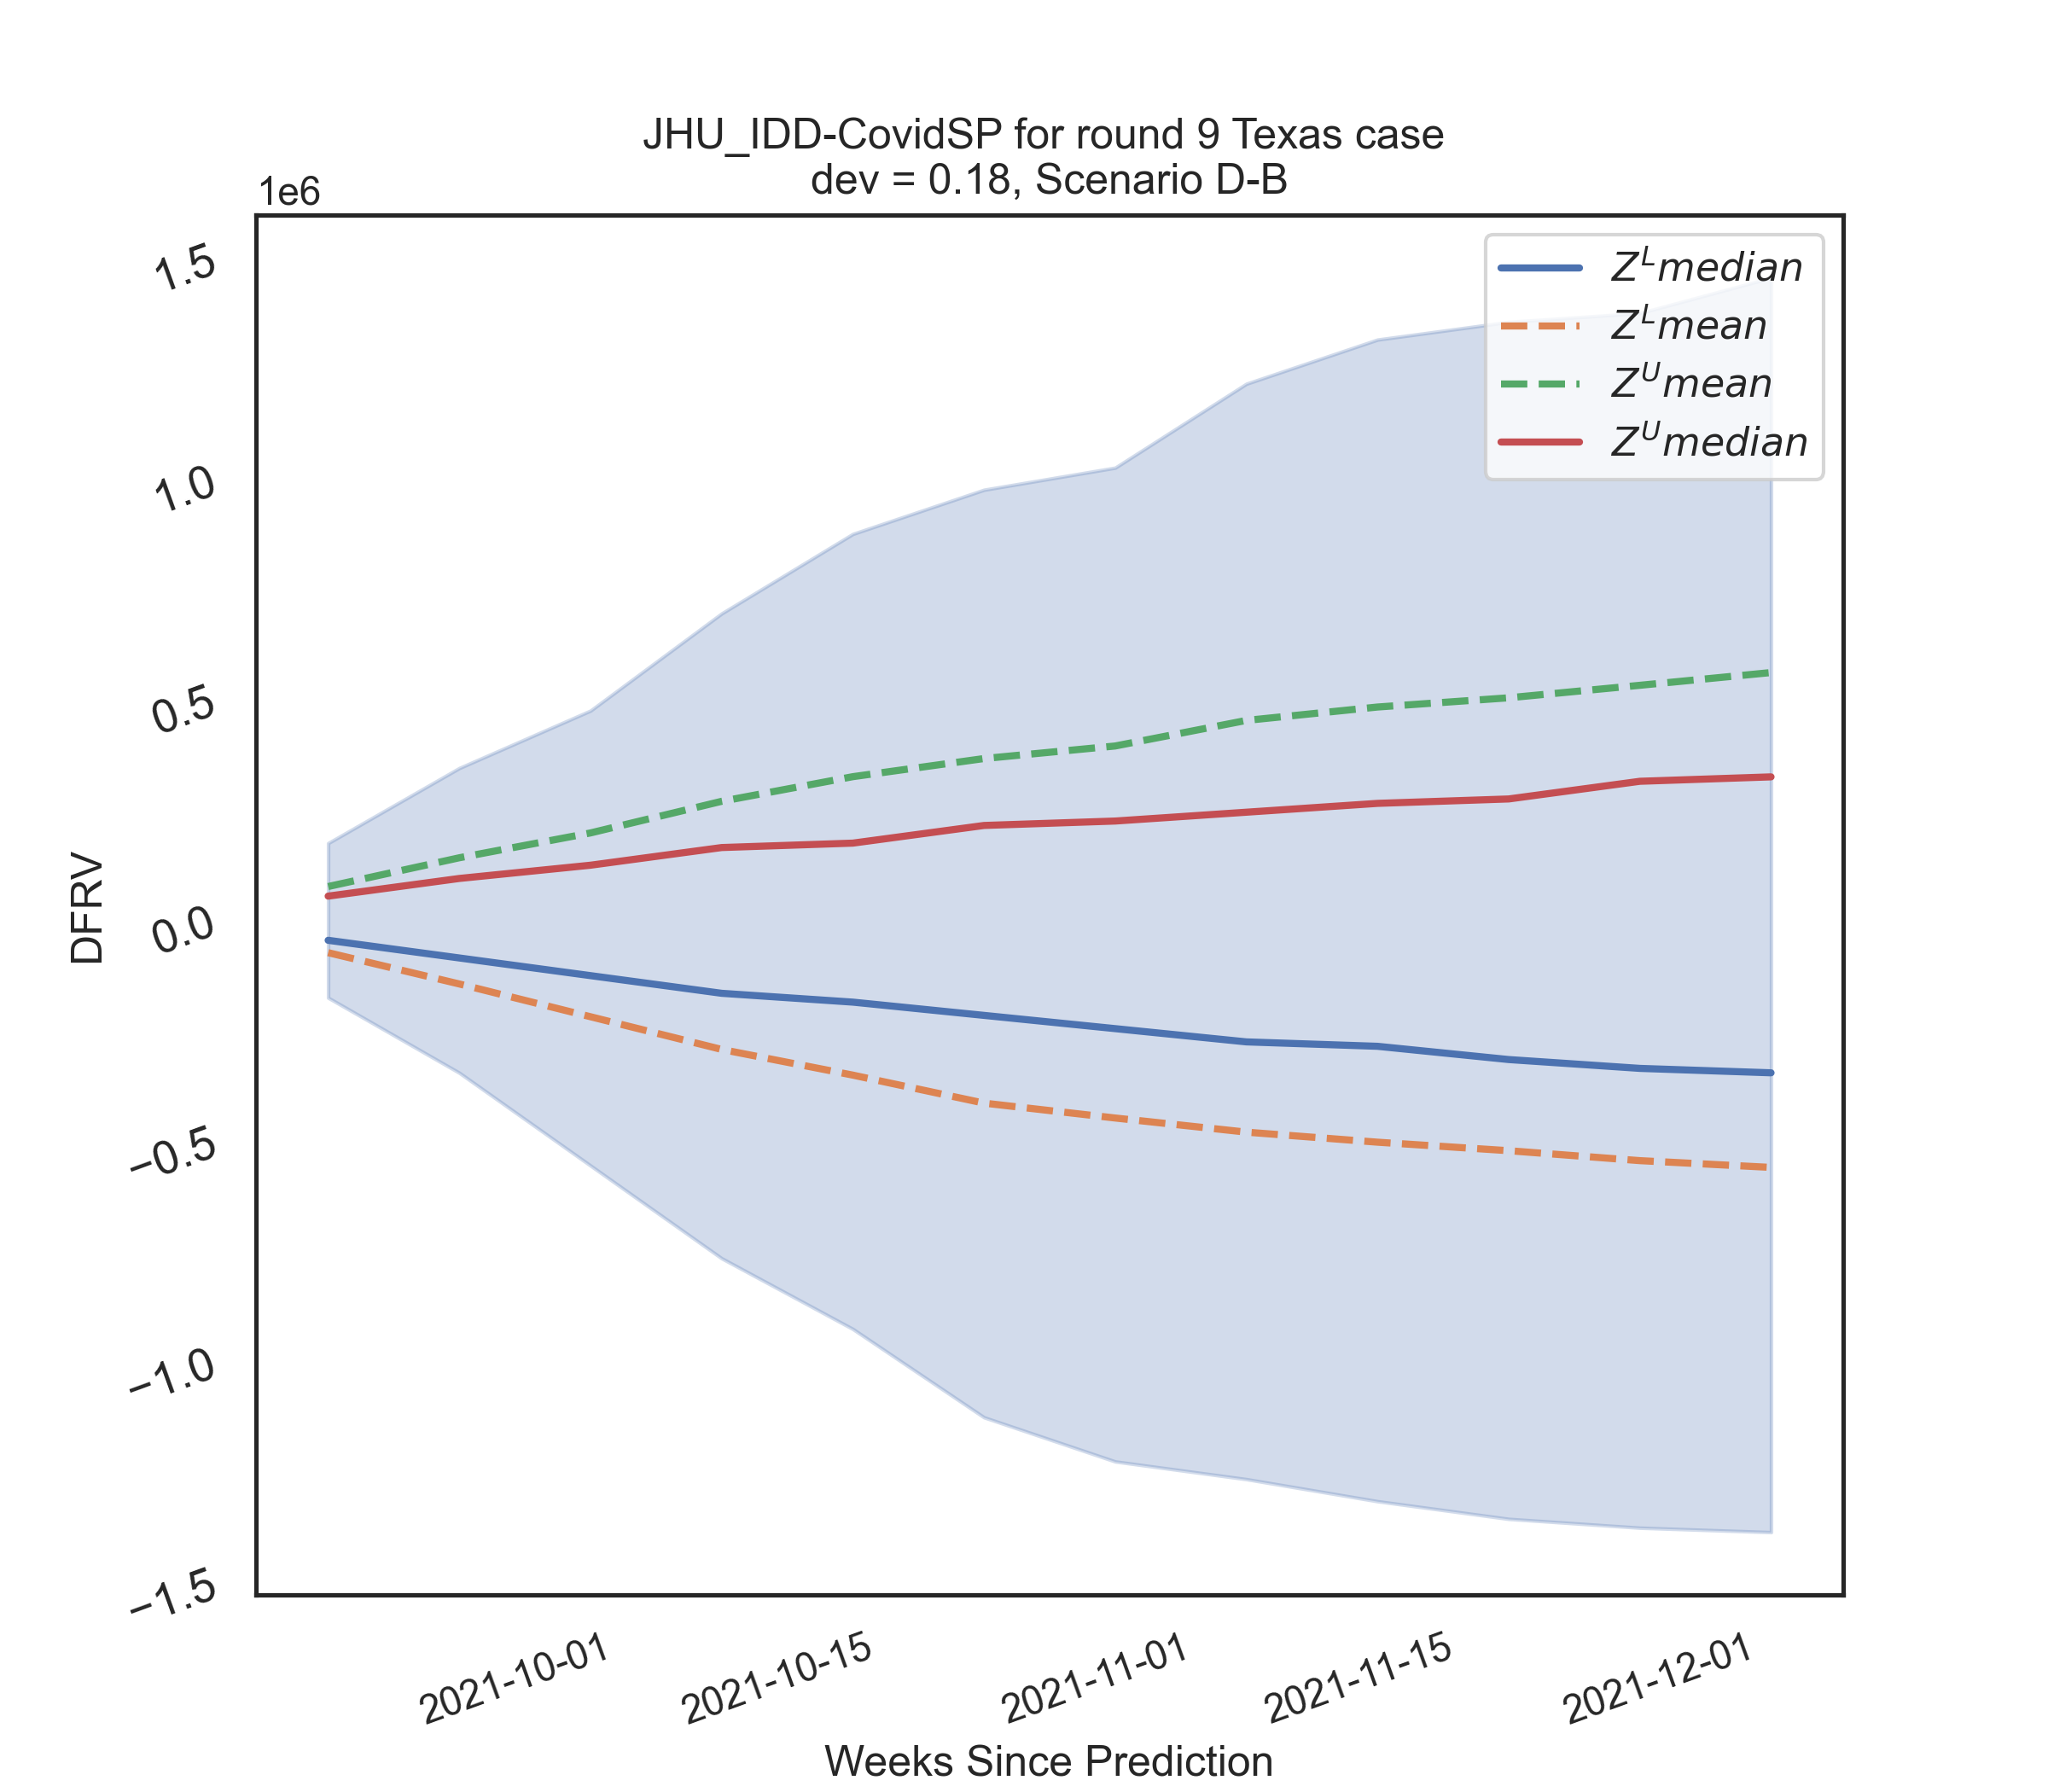 JHU_IDD-CovidSP for round 9 Texas case
dev = 0.18, Scenario D-B
1e6
1.5
1.0
0.5
0.0
−0.5
−1.0
−1.5
DFRV
Z^L median
Z^L mean
Z^U mean
Z^U median
2021-10-01
2021-10-15
2021-11-01
2021-11-15
2021-12-01
Weeks Since Prediction